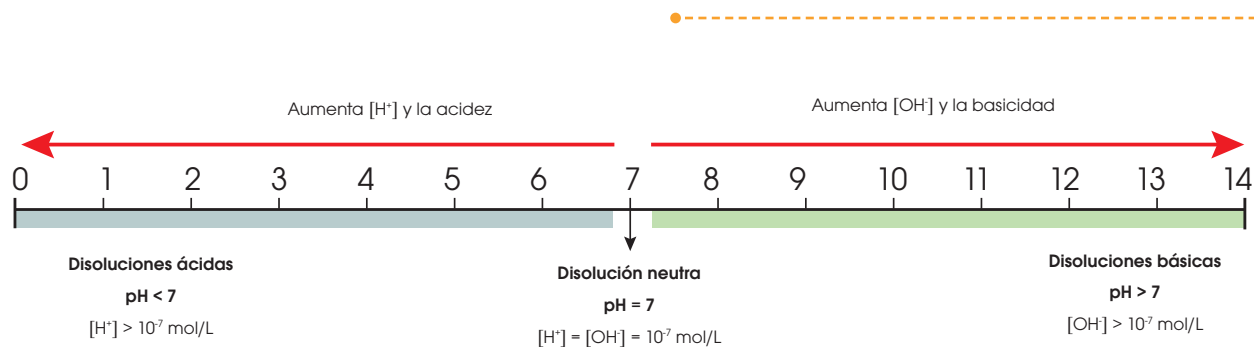 Aumenta [H⁺] y la acidez
Aumenta [OH⁻] y la basicidad
0 1 2 3 4 5 6 7 8 9 10 11 12 13 14
Disoluciones ácidas
pH < 7
[H⁺] > 10⁻⁷ mol/L
Disolución neutra
pH = 7
[H⁺] = [OH⁻] = 10⁻⁷ mol/L
Disoluciones básicas
pH > 7
[OH⁻] > 10⁻⁷ mol/L